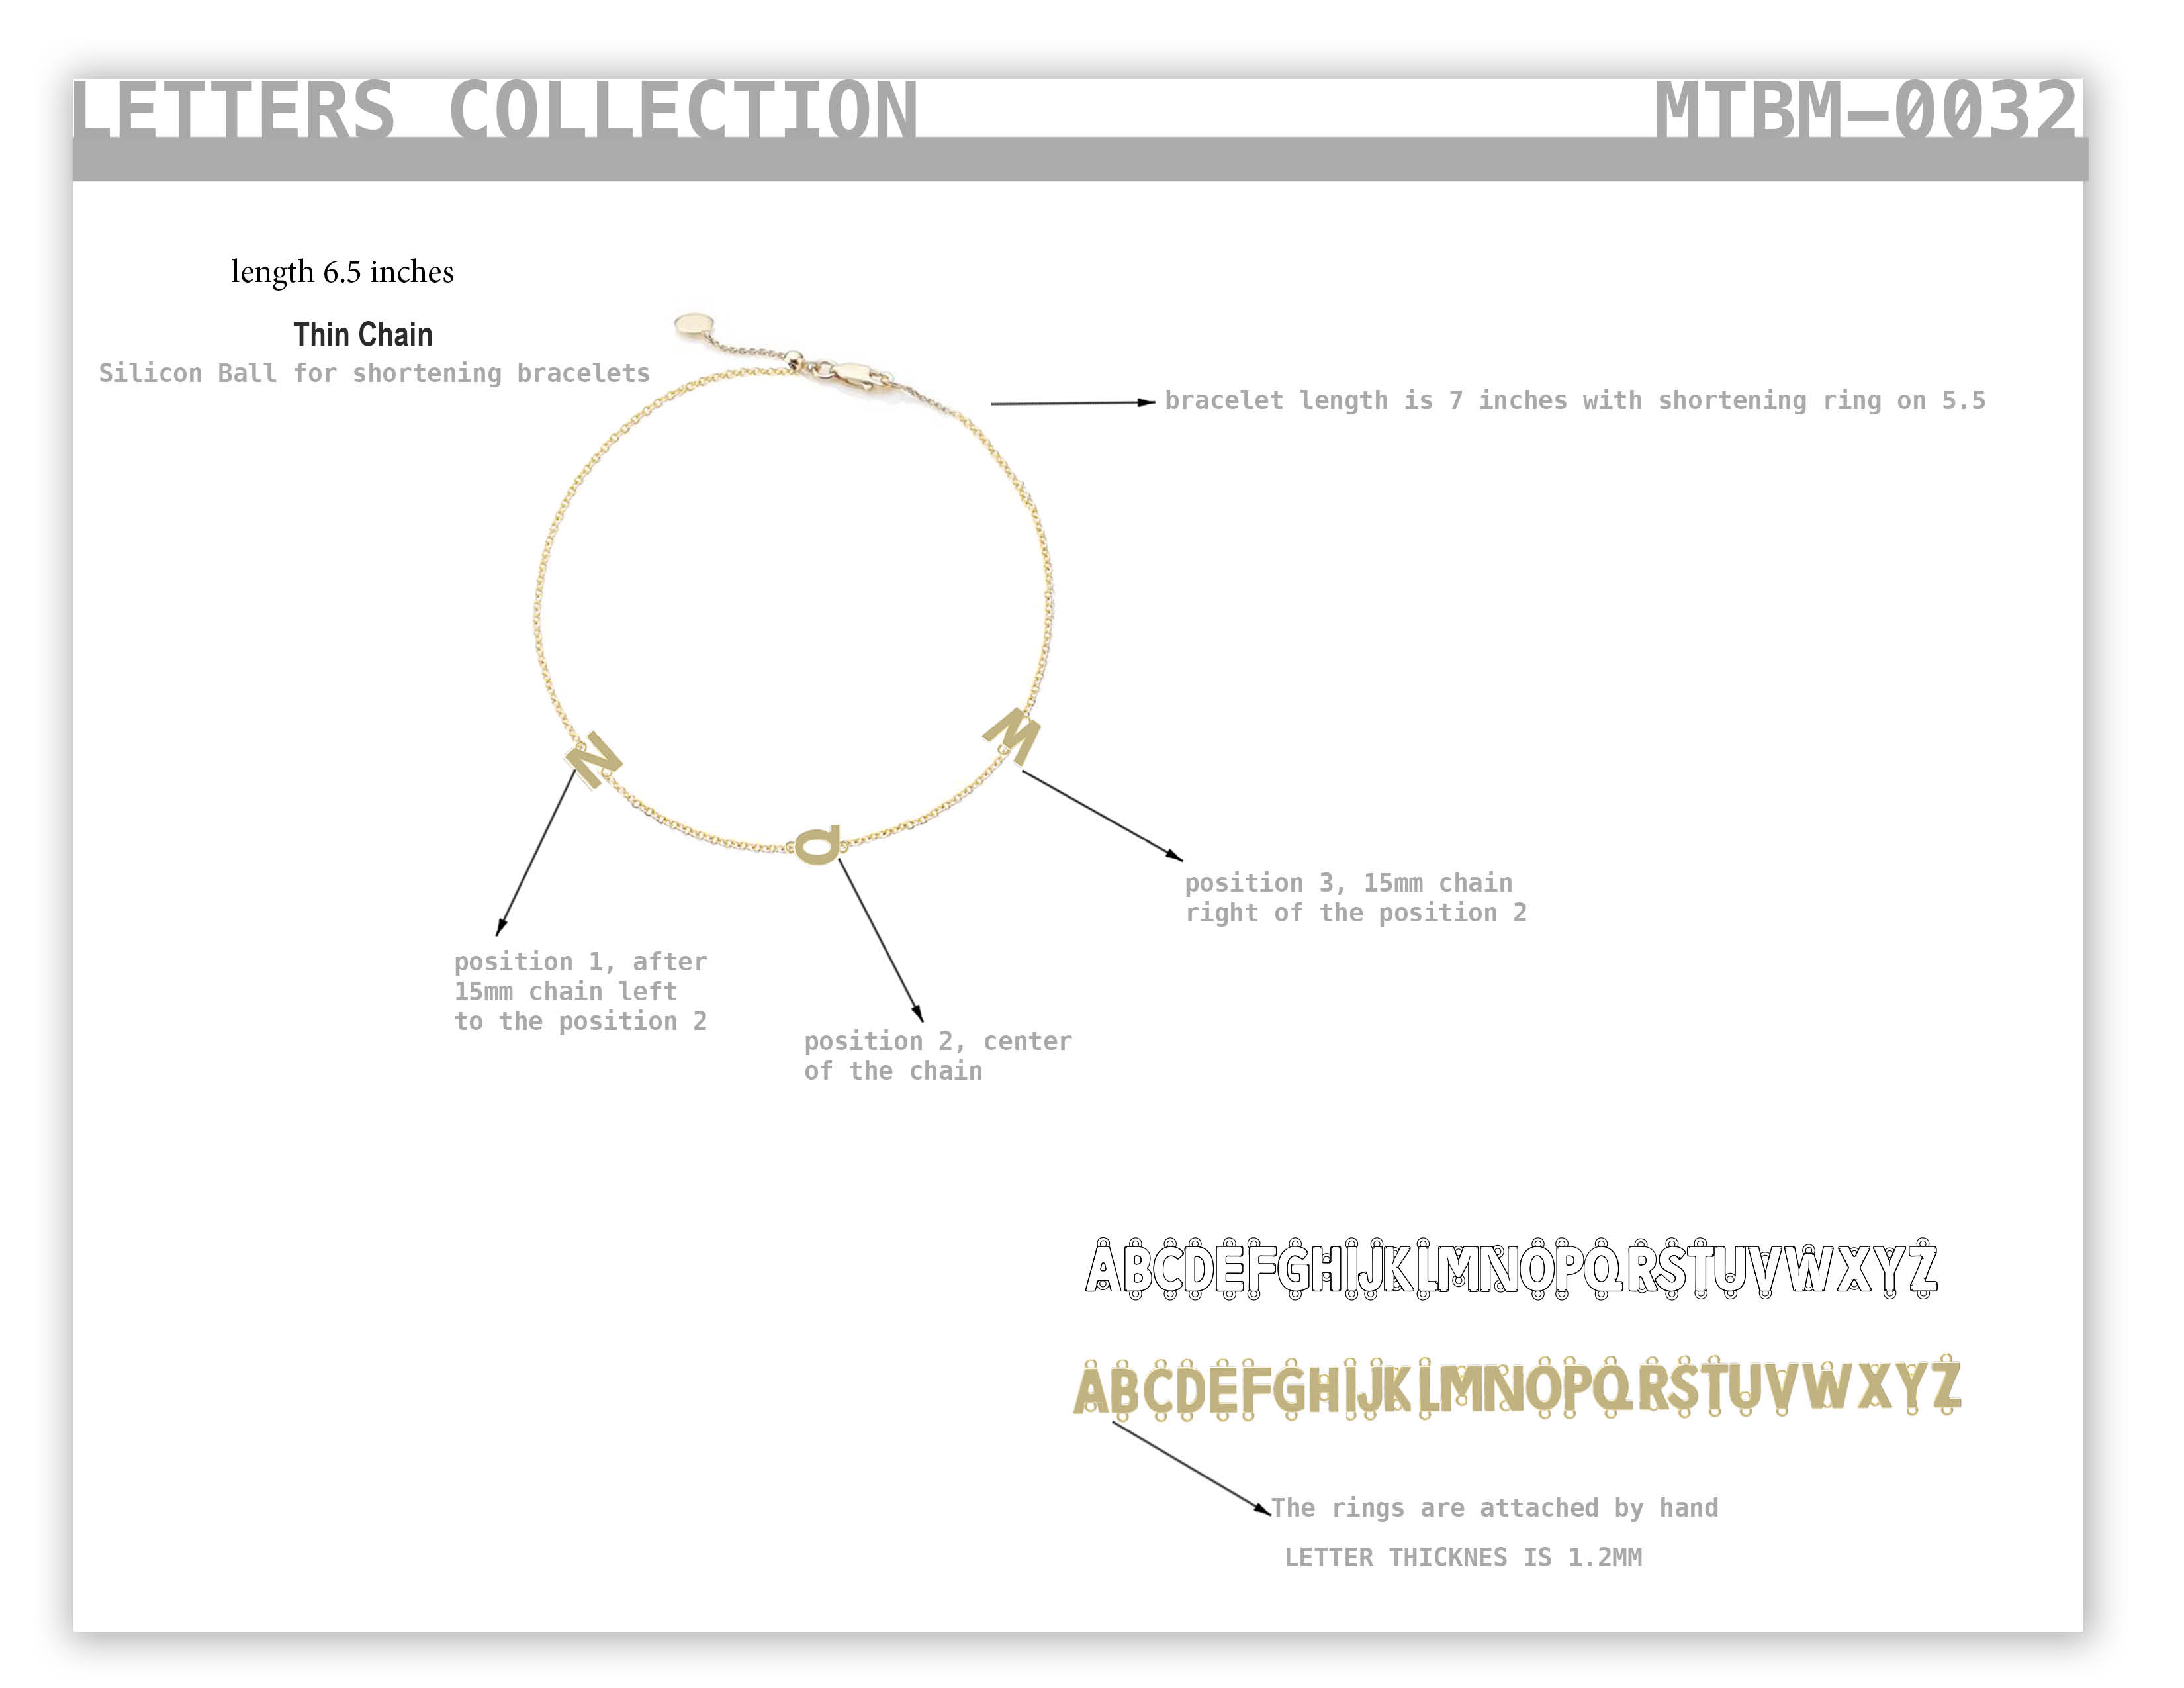 LETTERS COLLECTION
MTBM–0032
length 6.5 inches
Thin Chain
Silicon Ball for shortening bracelets
bracelet length is 7 inches with shortening ring on 5.5
N
Q
M
position 3, 15mm chain
right of the position 2
position 1, after
15mm chain left
to the position 2
position 2, center
of the chain
ABCDEFGHIJKLMNOPQRSTUVWXYZ
ABCDEFGHIJKLMNOPQRSTUVWXYZ
The rings are attached by hand
LETTER THICKNES IS 1.2MM